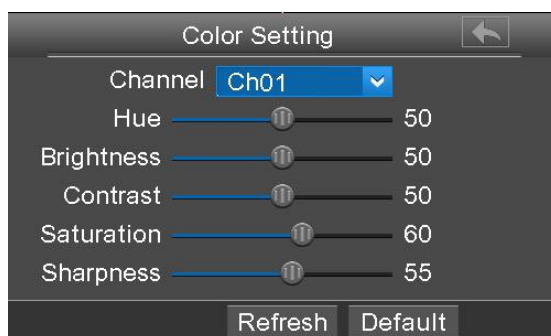 Color Setting
Channel Ch01
Hue 50
Brightness 50
Contrast 50
Saturation 60
Sharpness 55
Refresh Default